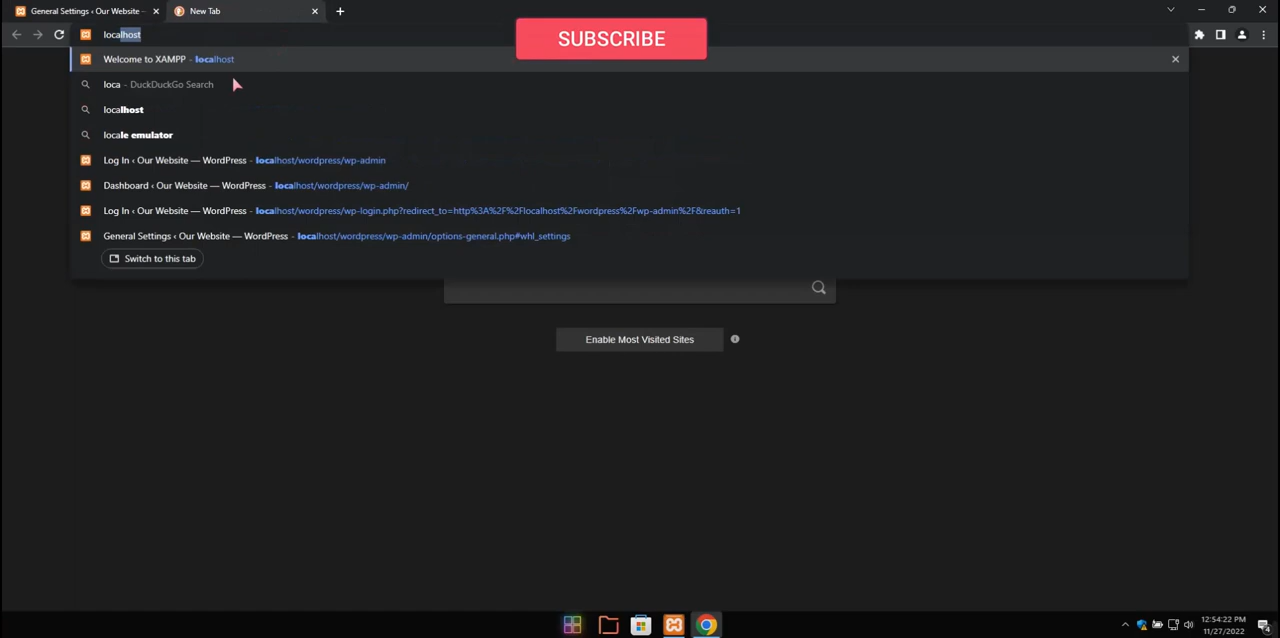 General Settings ‹ Our Website —
New Tab
localhost
SUBSCRIBE
Welcome to XAMPP - localhost
loca - DuckDuckGo Search
localhost
locale emulator
Log In ‹ Our Website — WordPress - localhost/wordpress/wp-admin
Dashboard ‹ Our Website — WordPress - localhost/wordpress/wp-admin/
Log In ‹ Our Website — WordPress - localhost/wordpress/wp-login.php?redirect_to=http%3A%2F%2Flocalhost%2Fwordpress%2Fwp-admin%2F&reauth=1
General Settings ‹ Our Website — WordPress - localhost/wordpress/wp-admin/options-general.php#whl_settings
Switch to this tab
Enable Most Visited Sites
12:54:22 PM
11/27/2022
4